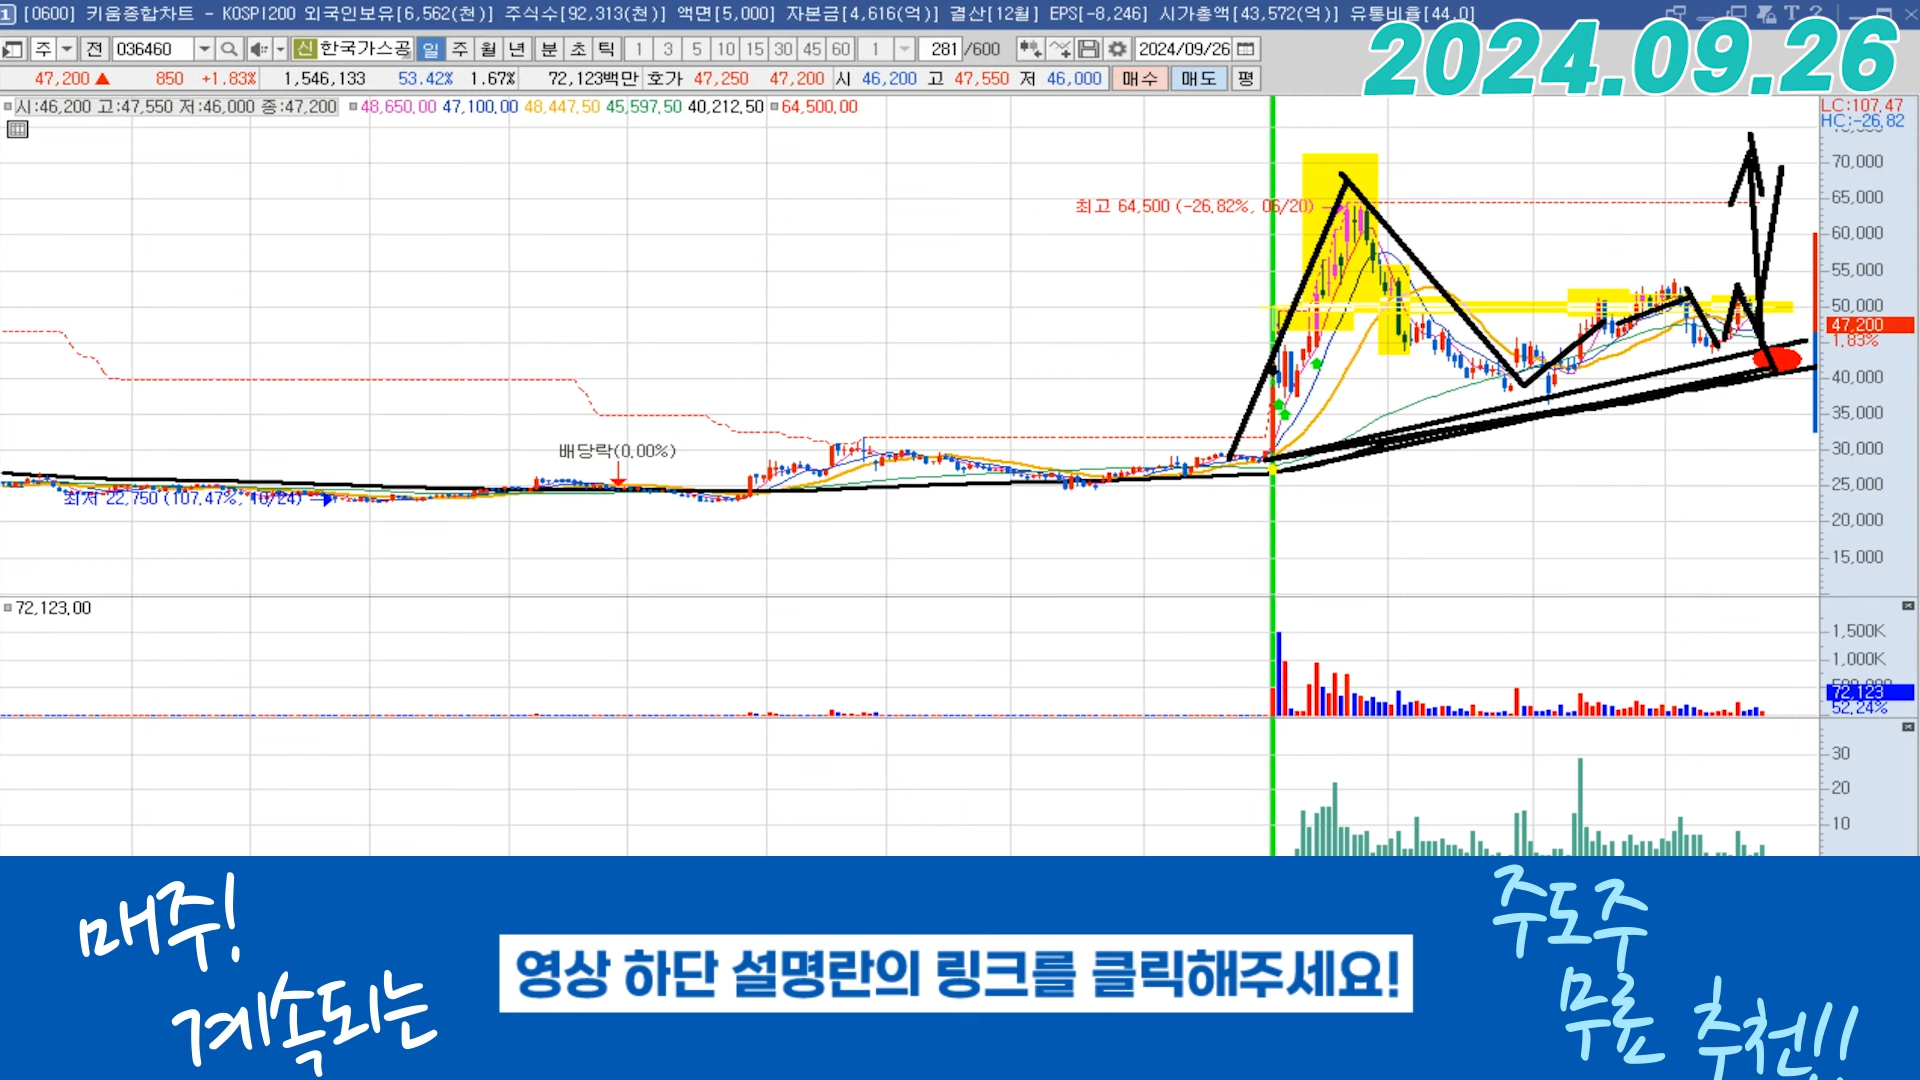 1 [0600] 키움종합차트 - KOSPI200 외국인보유[6,562(천)] 주식수[92,313(천)] 액면[5,000] 자본금[4,616(억)] 결산[12월] EPS[-8,246] 시가총액[43,572(억)] 유통비율[44.0]
2024.09.26
주 전 036460 신 한국가스공 일 주 월 년 분 초 틱 1 3 5 10 15 30 45 60 1 281 /600 2024/09/26
47,200 ▲ 850 +1.83% 1,546,133 53.42% 1.67% 72,123백만 호가 47,250 47,200 시 46,200 고 47,550 저 46,000 매수 매도 평
시:46,200 고:47,550 저:46,000 종:47,200 48,650.00 47,100.00 48,447.50 45,597.50 40,212.50 64,500.00
LC:107.47
HC:-26.82
70,000
65,000
최고 64,500 (-26.82%, 06/20)
60,000
55,000
50,000
47,200
1.83%
40,000
35,000
30,000
배당락(0.00%)
25,000
최저 22,750 (107.47%, 10/24)
20,000
15,000
72,123.00
1,500K
1,000K
72,123
52.24%
30
20
10
매주!
계속되는
영상 하단 설명란의 링크를 클릭해주세요!
주도주
무료
추천!!